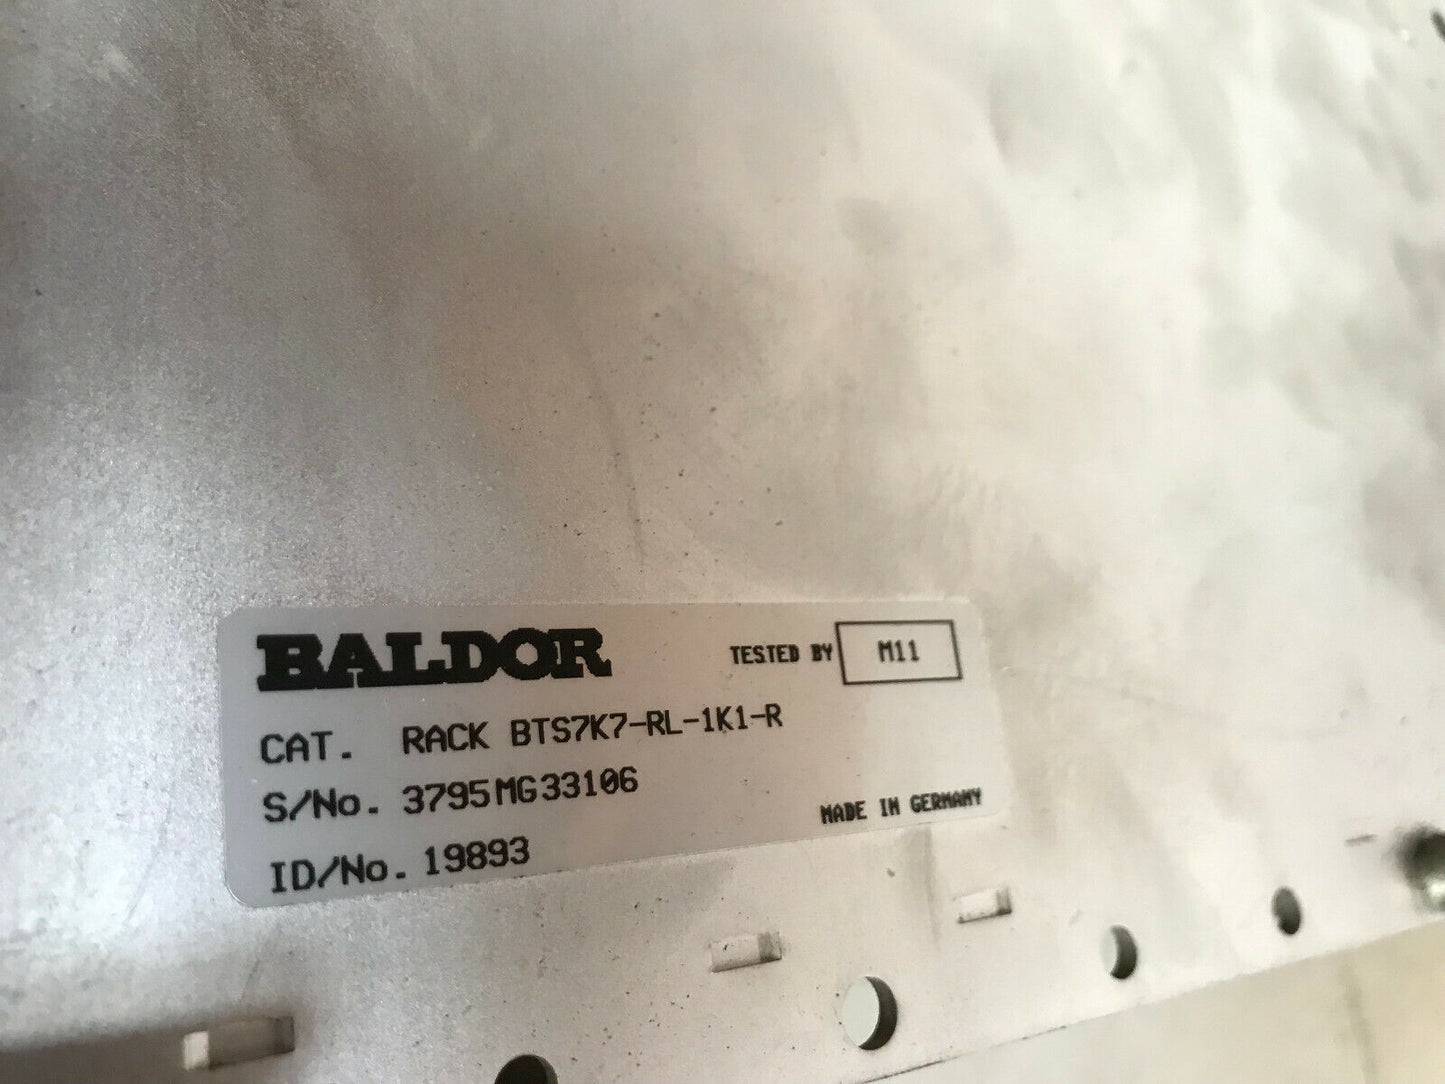 BALDOR
TESTED BY M11
CAT. RACK BTS7K7-RL-1K1-R
S/No. 3795MG33106
MADE IN GERMANY
ID/No. 19893